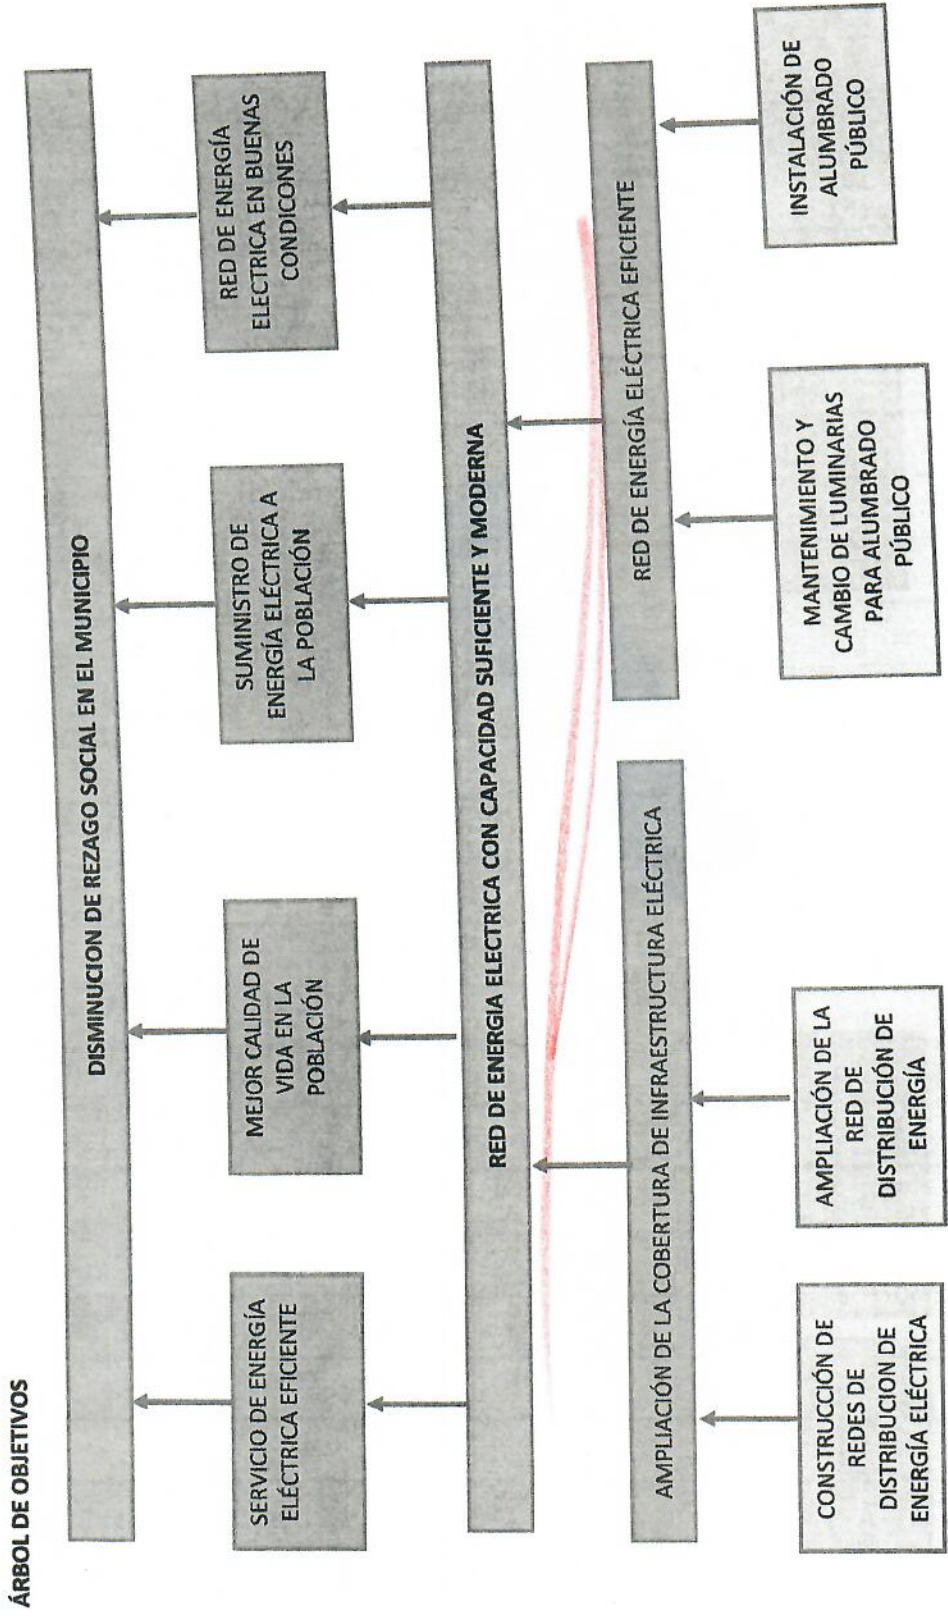 ÁRBOL DE OBJETIVOS
DISMINUCION DE REZAGO SOCIAL EN EL MUNICIPIO
SERVICIO DE ENERGÍA
ELÉCTRICA EFICIENTE
MEJOR CALIDAD DE
VIDA EN LA
POBLACIÓN
SUMINISTRO DE
ENERGÍA ELÉCTRICA A
LA POBLACIÓN
RED DE ENERGÍA
ELECTRICA EN BUENAS
CONDICONES
RED DE ENERGIA ELECTRICA CON CAPACIDAD SUFICIENTE Y MODERNA
AMPLIACIÓN DE LA COBERTURA DE INFRAESTRUCTURA ELÉCTRICA
RED DE ENERGÍA ELÉCTRICA EFICIENTE
CONSTRUCCIÓN DE
REDES DE
DISTRIBUCION DE
ENERGÍA ELÉCTRICA
AMPLIACIÓN DE LA
RED DE
DISTRIBUCIÓN DE
ENERGÍA
MANTENIMIENTO Y
CAMBIO DE LUMINARIAS
PARA ALUMBRADO
PÚBLICO
INSTALACIÓN DE
ALUMBRADO
PÚBLICO